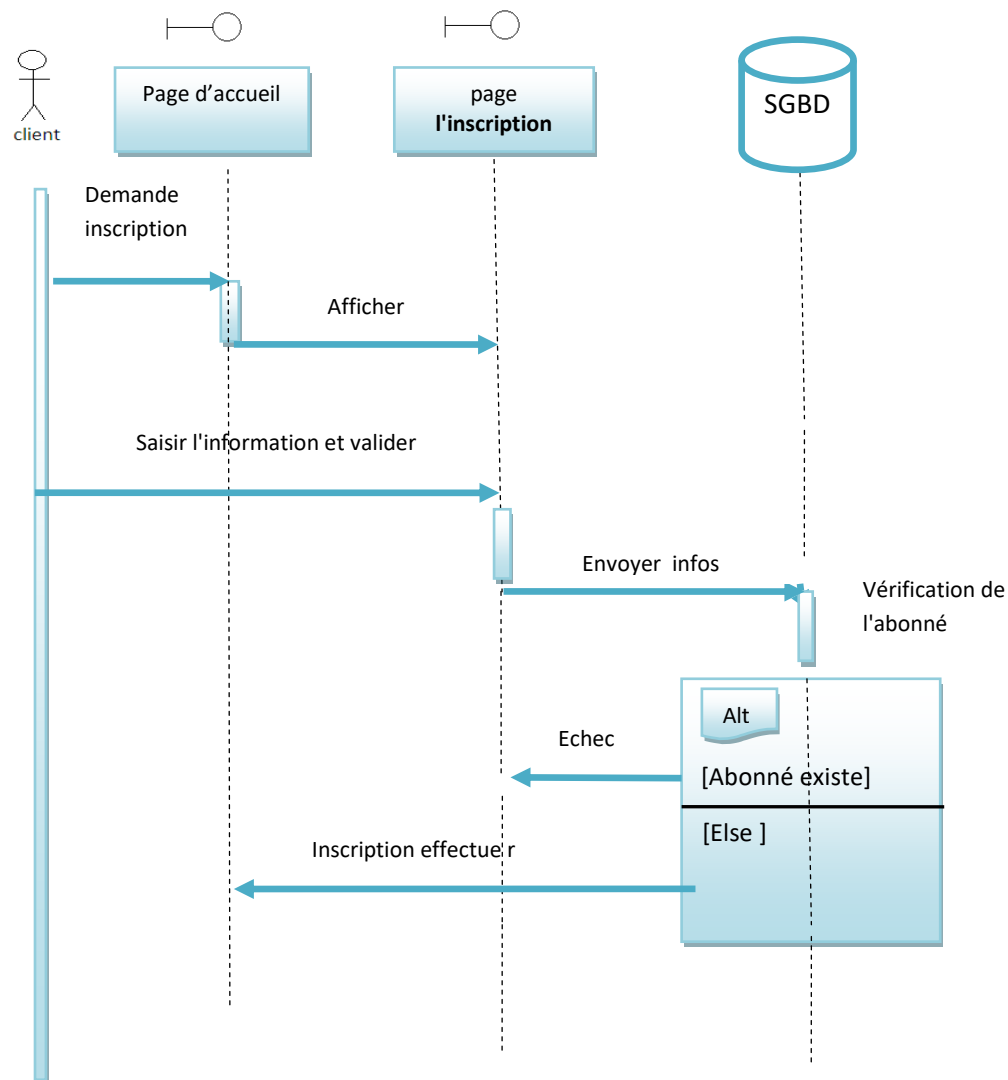 client
Page d’accueil
page
l'inscription
SGBD
Demande
inscription
Afficher
Saisir l'information et valider
Envoyer infos
Vérification de
l'abonné
Alt
Echec
[Abonné existe]
[Else ]
Inscription effectue r